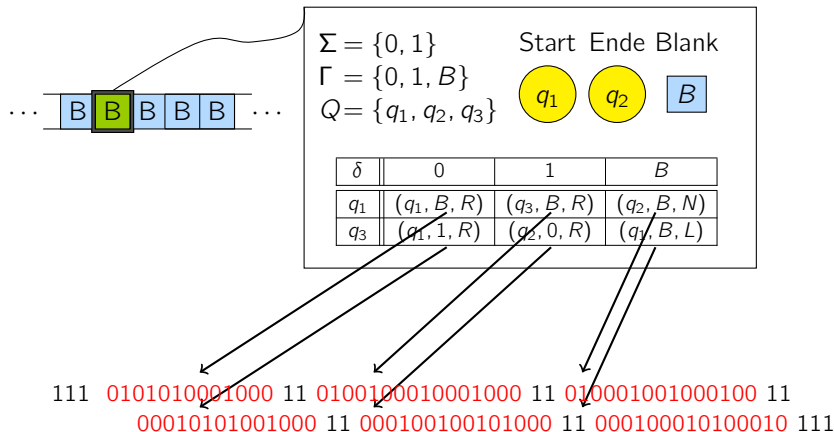 Σ = {0, 1}
Γ = {0, 1, B}
Q = {q₁, q₂, q₃}
Start Ende Blank
q₁ q₂ B
··· B B B B B ···
δ 0 1 B
q₁ (q₁, B, R) (q₃, B, R) (q₂, B, N)
q₃ (q₁, 1, R) (q₂, 0, R) (q₁, B, L)
111 0101010001000 11 0100100010001000 11 010001001000100 11
00010101001000 11 000100100101000 11 000100010100010 111